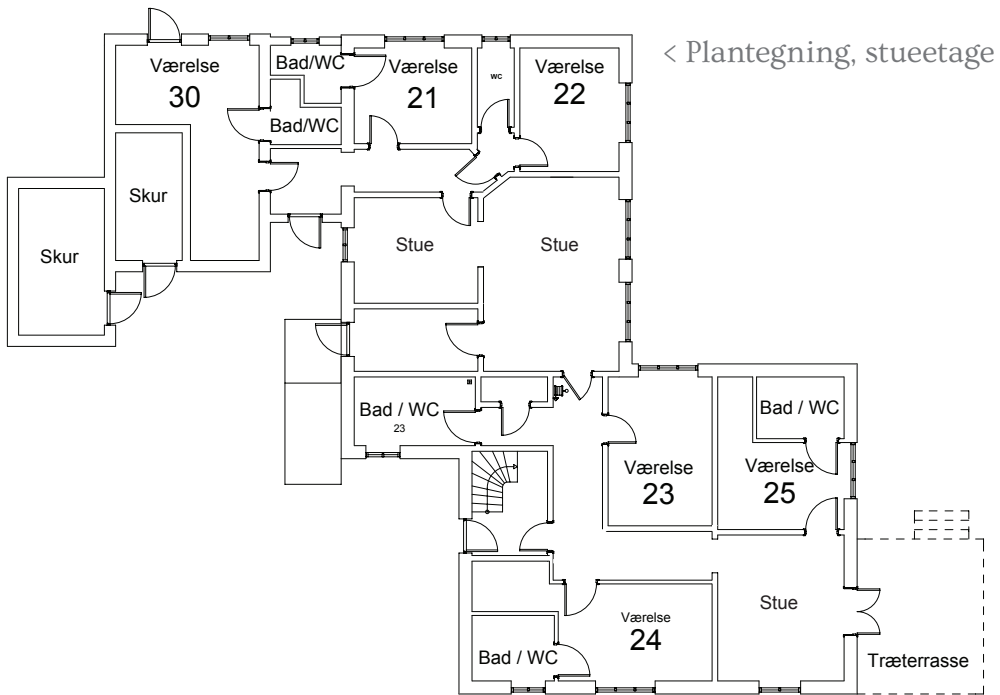 < Plantegning, stueetage
Værelse
30
Bad/WC
Bad/WC
Værelse
21
WC
Værelse
22
Skur
Skur
Stue
Stue
Bad / WC
23
Værelse
23
Bad / WC
Værelse
25
Værelse
24
Bad / WC
Stue
Træterrasse